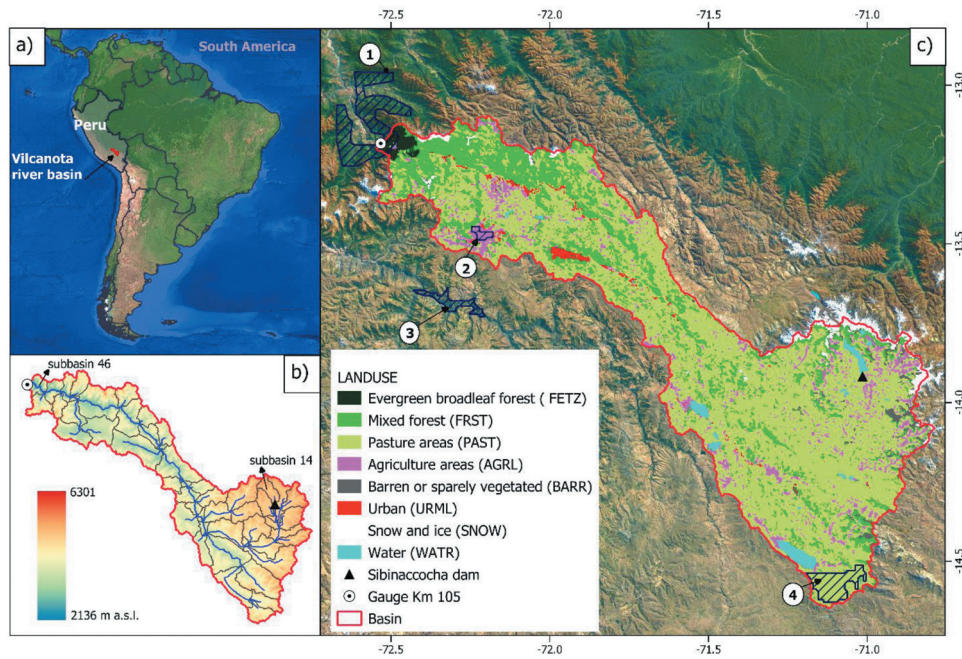 a)
South America
Peru
Vilcanota
river basin
b)
subbasin 46
subbasin 14
6301
2136 m a.s.l.
c)
-72.5
-72.0
-71.5
-71.0
1
2
3
4
-13.0
-13.5
-14.0
-14.5
LANDUSE
Evergreen broadleaf forest ( FETZ)
Mixed forest (FRST)
Pasture areas (PAST)
Agriculture areas (AGRL)
Barren or sparely vegetated (BARR)
Urban (URML)
Snow and ice (SNOW)
Water (WATR)
Sibinaccocha dam
Gauge Km 105
Basin
-72.5
-72.0
-71.5
-71.0